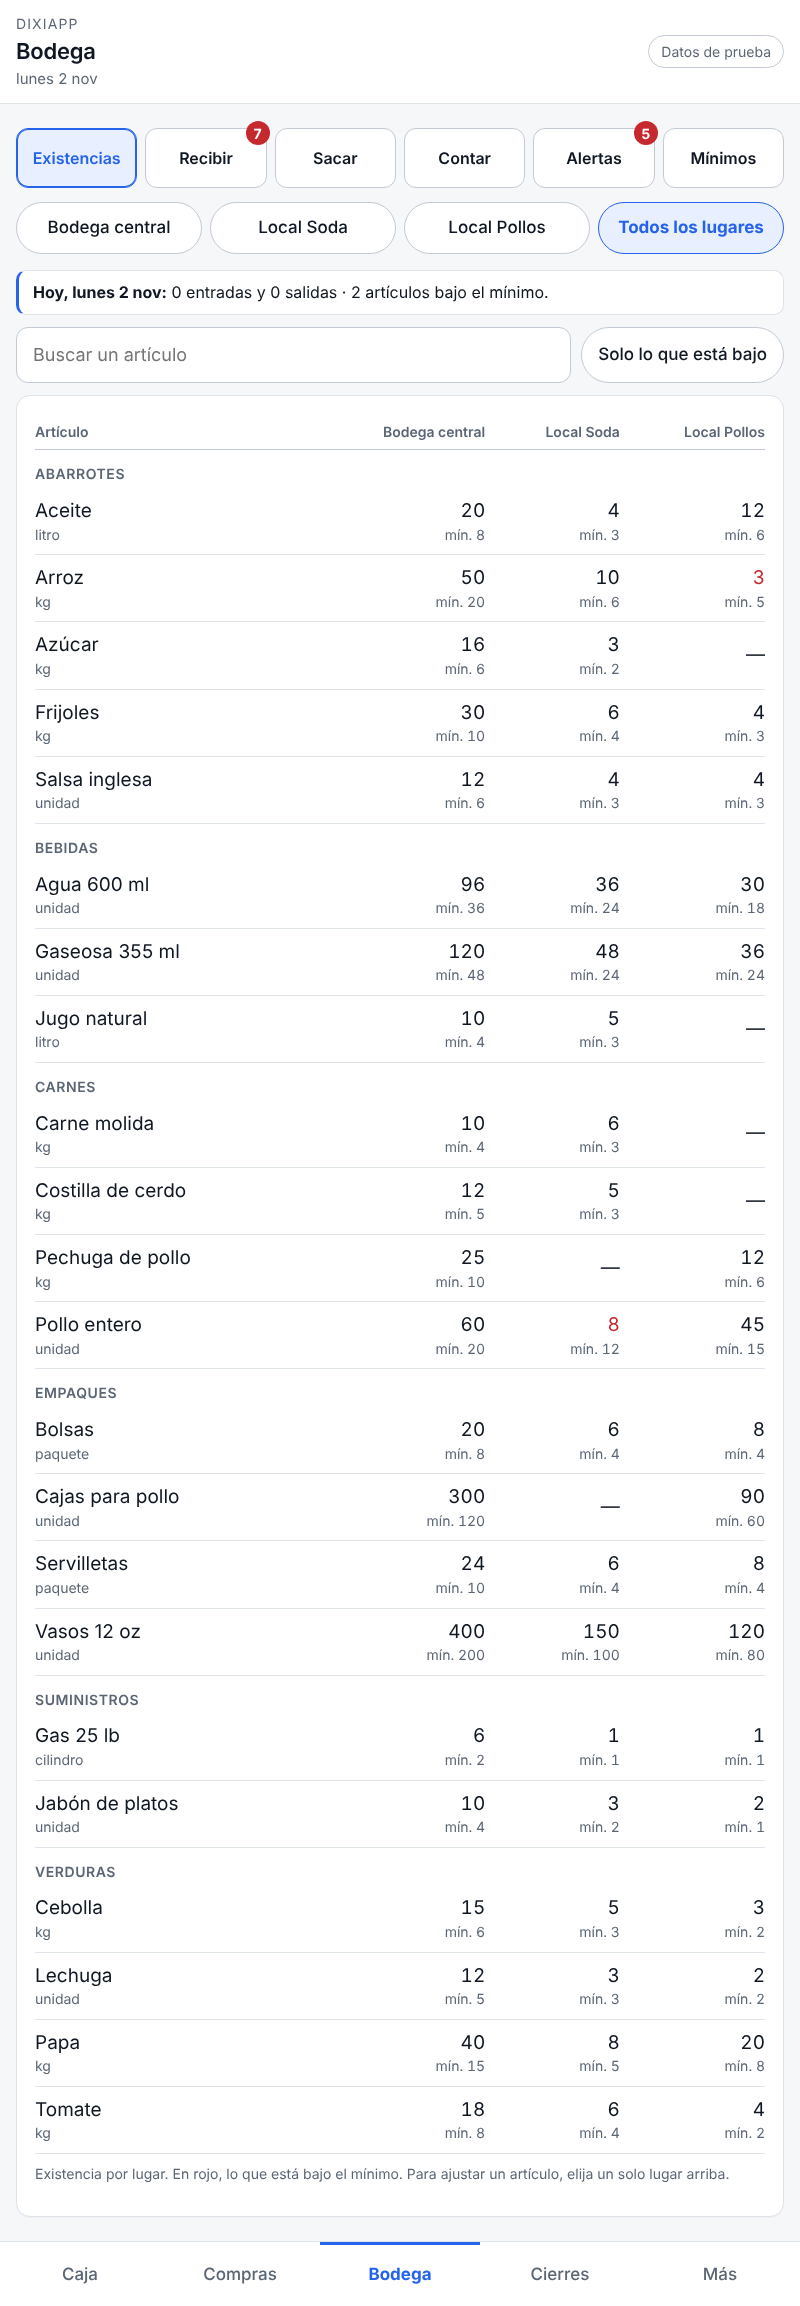 DIXIAPP
Bodega
lunes 2 nov
Datos de prueba
Existencias
Recibir 7
Sacar
Contar
Alertas 5
Mínimos
Bodega central
Local Soda
Local Pollos
Todos los lugares
Hoy, lunes 2 nov: 0 entradas y 0 salidas · 2 artículos bajo el mínimo.
Buscar un artículo
Solo lo que está bajo
Artículo Bodega central Local Soda Local Pollos
ABARROTES
Aceite 20 4 12
litro mín. 8 mín. 3 mín. 6
Arroz 50 10 3
kg mín. 20 mín. 6 mín. 5
Azúcar 16 3 —
kg mín. 6 mín. 2
Frijoles 30 6 4
kg mín. 10 mín. 4 mín. 3
Salsa inglesa 12 4 4
unidad mín. 6 mín. 3 mín. 3
BEBIDAS
Agua 600 ml 96 36 30
unidad mín. 36 mín. 24 mín. 18
Gaseosa 355 ml 120 48 36
unidad mín. 48 mín. 24 mín. 24
Jugo natural 10 5 —
litro mín. 4 mín. 3
CARNES
Carne molida 10 6 —
kg mín. 4 mín. 3
Costilla de cerdo 12 5 —
kg mín. 5 mín. 3
Pechuga de pollo 25 — 12
kg mín. 10 mín. 6
Pollo entero 60 8 45
unidad mín. 20 mín. 12 mín. 15
EMPAQUES
Bolsas 20 6 8
paquete mín. 8 mín. 4 mín. 4
Cajas para pollo 300 — 90
unidad mín. 120 mín. 60
Servilletas 24 6 8
paquete mín. 10 mín. 4 mín. 4
Vasos 12 oz 400 150 120
unidad mín. 200 mín. 100 mín. 80
SUMINISTROS
Gas 25 lb 6 1 1
cilindro mín. 2 mín. 1 mín. 1
Jabón de platos 10 3 2
unidad mín. 4 mín. 2 mín. 1
VERDURAS
Cebolla 15 5 3
kg mín. 6 mín. 3 mín. 2
Lechuga 12 3 2
unidad mín. 5 mín. 3 mín. 2
Papa 40 8 20
kg mín. 15 mín. 5 mín. 8
Tomate 18 6 4
kg mín. 8 mín. 4 mín. 2
Existencia por lugar. En rojo, lo que está bajo el mínimo. Para ajustar un artículo, elija un solo lugar arriba.
Caja Compras Bodega Cierres Más